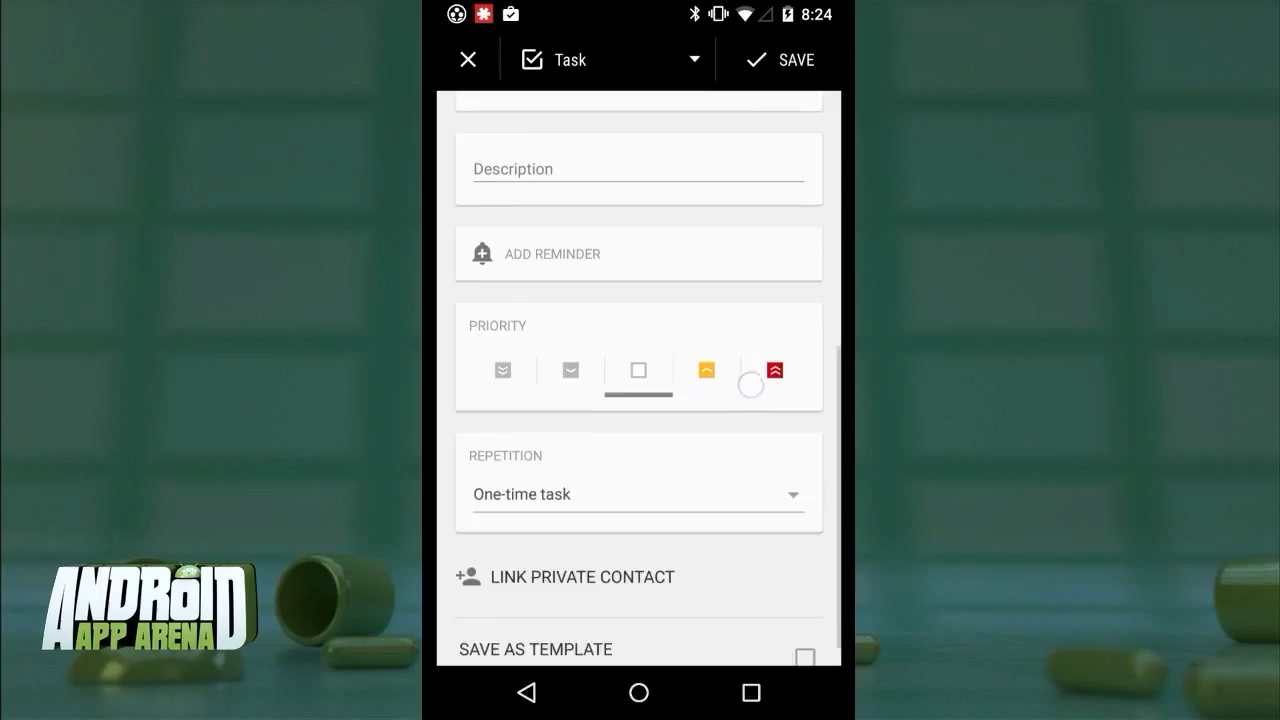 8:24
Task
SAVE
Description
ADD REMINDER
PRIORITY
REPETITION
One-time task
LINK PRIVATE CONTACT
SAVE AS TEMPLATE
ANDROID
APP ARENA